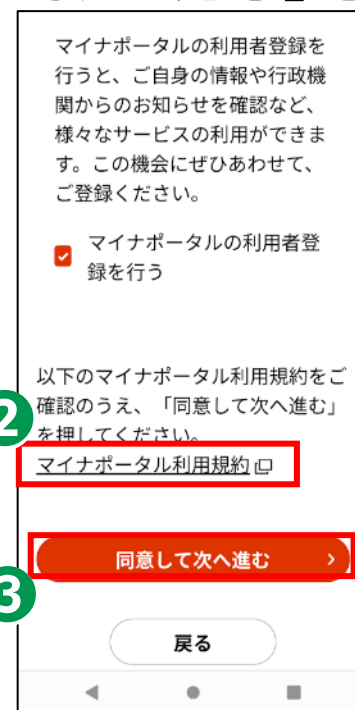 マイナポータルの利用者登録を
行うと、ご自身の情報や行政機
関からのお知らせを確認など、
様々なサービスの利用ができま
す。この機会にぜひあわせて、
ご登録ください。
マイナポータルの利用者登
録を行う
以下のマイナポータル利用規約をご
確認のうえ、「同意して次へ進む」
を押してください。
2
マイナポータル利用規約
同意して次へ進む
3
戻る